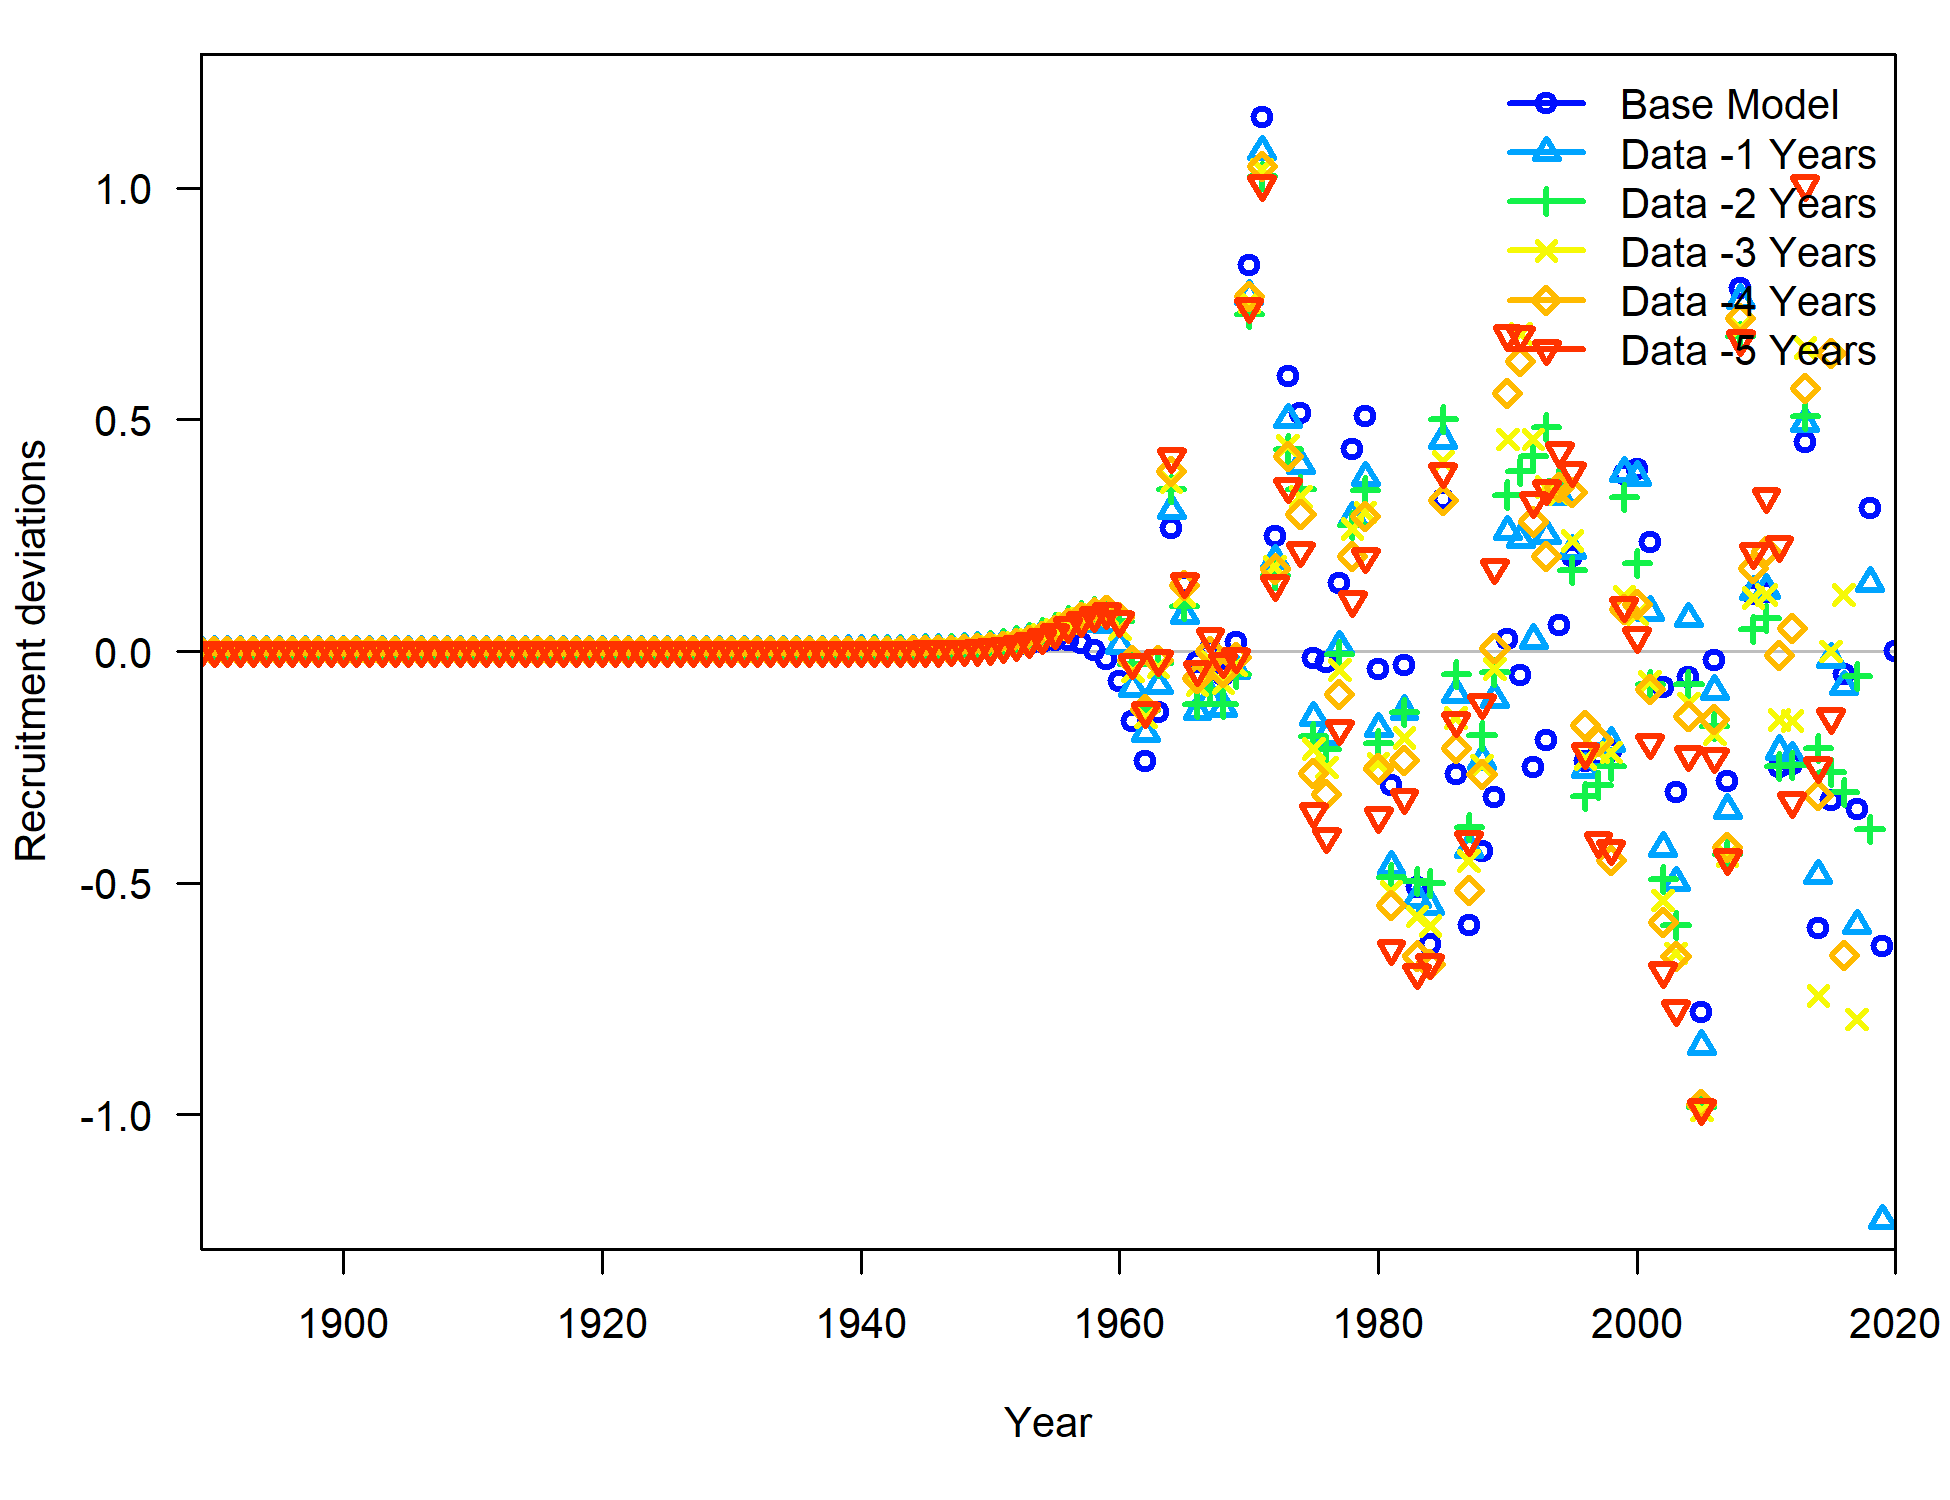 Base Model
Data -1 Years
Data -2 Years
Data -3 Years
Data -4 Years
Data -5 Years
1.0
0.5
0.0
-0.5
-1.0
Recruitment deviations
1900 1920 1940 1960 1980 2000 2020
Year